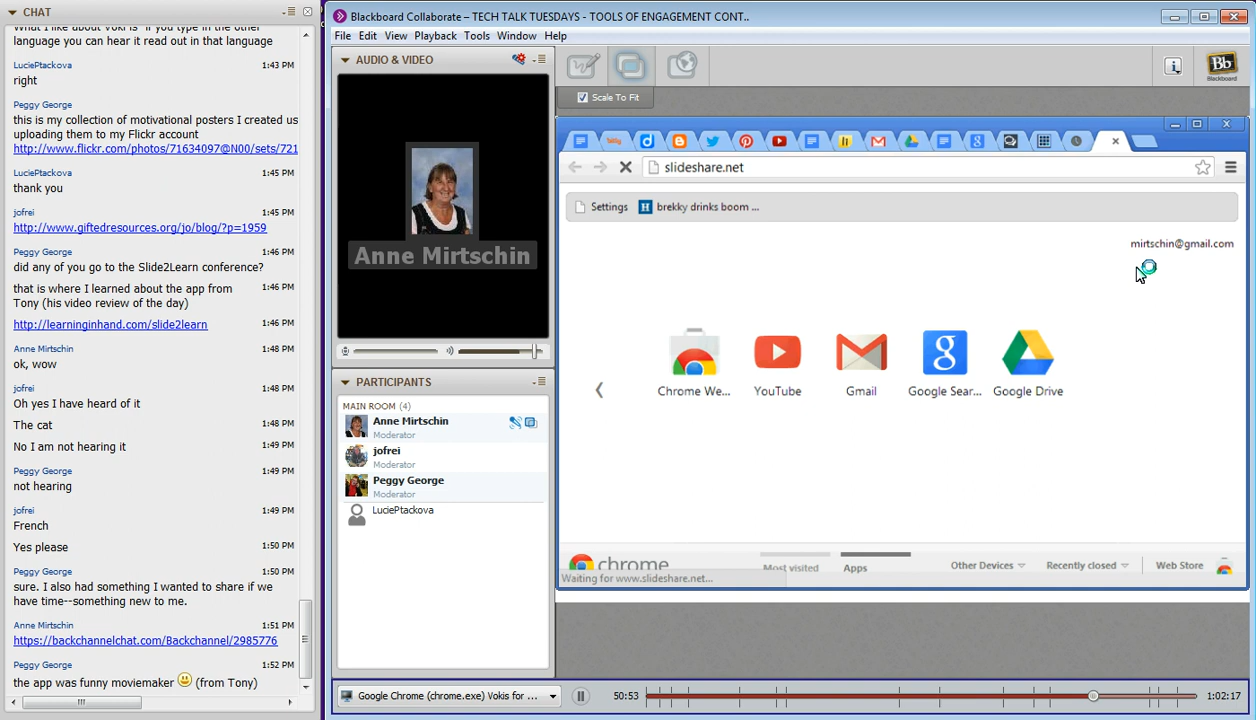 CHAT
What I like about Voki is  if you type in the other
language you can hear it read out in that language
LuciePtackova 1:43 PM
right
Peggy George
this is my collection of motivational posters I created us
uploading them to my Flickr account
http://www.flickr.com/photos/71634097@N00/sets/721
LuciePtackova 1:45 PM
thank you
jofrei 1:45 PM
http://www.giftedresources.org/jo/blog/?p=1959
Peggy George 1:46 PM
did any of you go to the Slide2Learn conference?
that is where I learned about the app from 1:46 PM
Tony (his video review of the day)
http://learninginhand.com/slide2learn 1:46 PM
Anne Mirtschin 1:48 PM
ok, wow
jofrei 1:48 PM
Oh yes I have heard of it
The cat 1:48 PM
No I am not hearing it 1:49 PM
Peggy George 1:49 PM
not hearing
jofrei 1:49 PM
French
Yes please 1:50 PM
Peggy George 1:50 PM
sure. I also had something I wanted to share if we
have time--something new to me.
Anne Mirtschin 1:51 PM
https://backchannelchat.com/Backchannel/2985776
Peggy George 1:52 PM
the app was funny moviemaker (from Tony)
Blackboard Collaborate – TECH TALK TUESDAYS - TOOLS OF ENGAGEMENT CONT..
File Edit View Playback Tools Window Help
AUDIO & VIDEO
Anne Mirtschin
PARTICIPANTS
MAIN ROOM (4)
Anne Mirtschin
Moderator
jofrei
Moderator
Peggy George
Moderator
LuciePtackova
Bb
Blackboard
Scale To Fit
slideshare.net
Settings brekky drinks boom ...
mirtschin@gmail.com
Chrome We... YouTube Gmail Google Sear... Google Drive
chrome Most visited Apps Other Devices Recently closed Web Store
Waiting for www.slideshare.net...
Google Chrome (chrome.exe) Vokis for ... 50:53 1:02:17